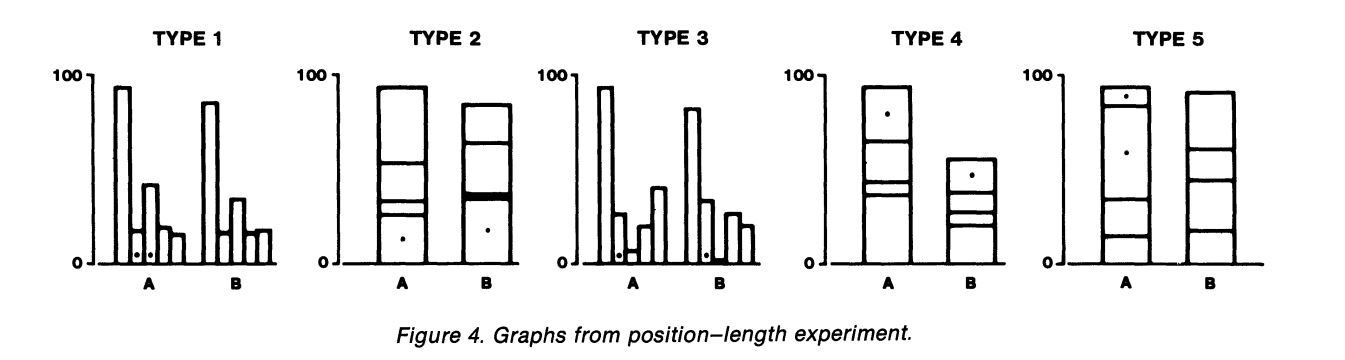 TYPE 1 TYPE 2 TYPE 3 TYPE 4 TYPE 5
100 100 100 100 100
0 0 0 0 0
A B A B A B A B A B
Figure 4. Graphs from position–length experiment.